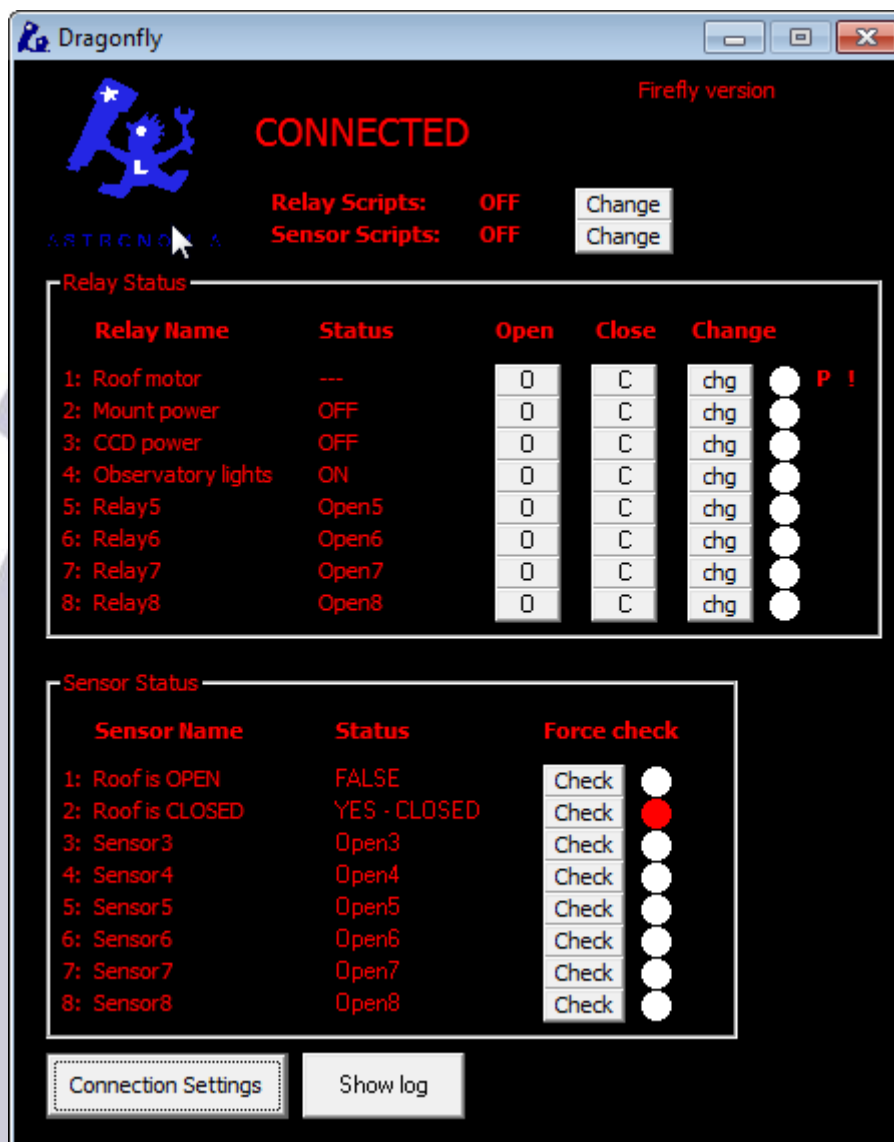 Dragonfly
Firefly version
CONNECTED
Relay Scripts: OFF Change
Sensor Scripts: OFF Change
Relay Status
Relay Name Status Open Close Change
1: Roof motor --- O C chg P !
2: Mount power OFF O C chg
3: CCD power OFF O C chg
4: Observatory lights ON O C chg
5: Relay5 Open5 O C chg
6: Relay6 Open6 O C chg
7: Relay7 Open7 O C chg
8: Relay8 Open8 O C chg
Sensor Status
Sensor Name Status Force check
1: Roof is OPEN FALSE Check
2: Roof is CLOSED YES - CLOSED Check
3: Sensor3 Open3 Check
4: Sensor4 Open4 Check
5: Sensor5 Open5 Check
6: Sensor6 Open6 Check
7: Sensor7 Open7 Check
8: Sensor8 Open8 Check
Connection Settings Show log